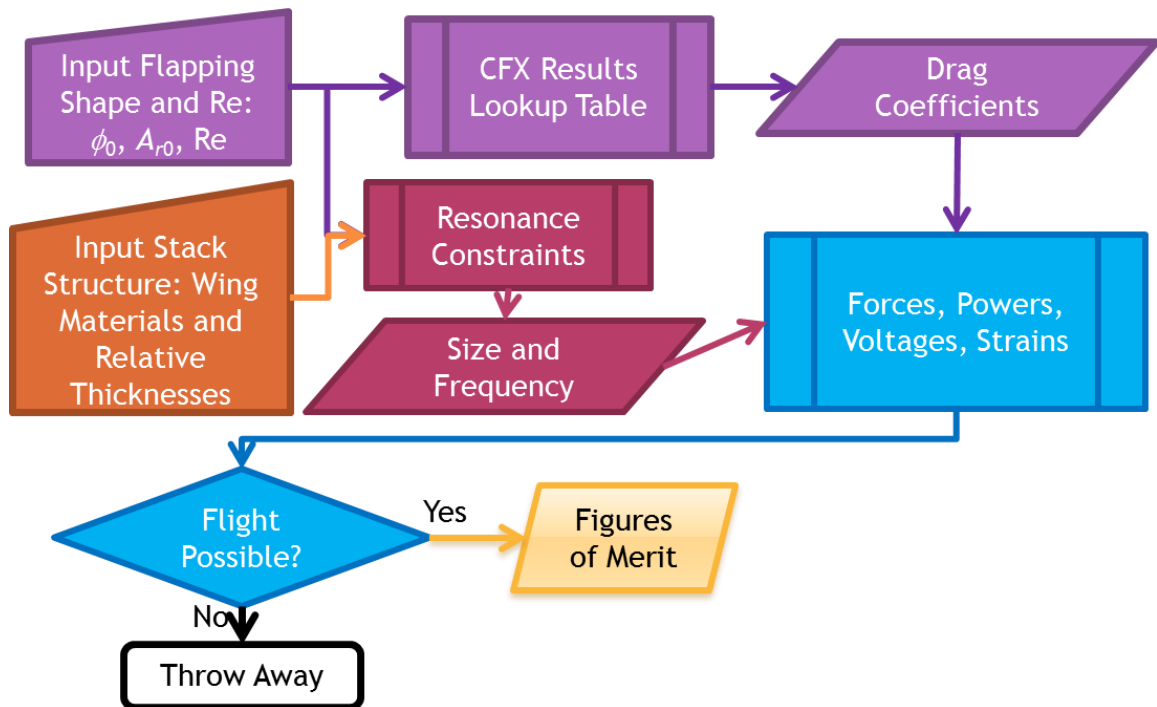 Input Flapping
Shape and Re:
ϕ0, Ar0, Re
CFX Results
Lookup Table
Drag
Coefficients
Input Stack
Structure: Wing
Materials and
Relative
Thicknesses
Resonance
Constraints
Size and
Frequency
Forces, Powers,
Voltages, Strains
Flight
Possible?
Yes
Figures
of Merit
No
Throw Away